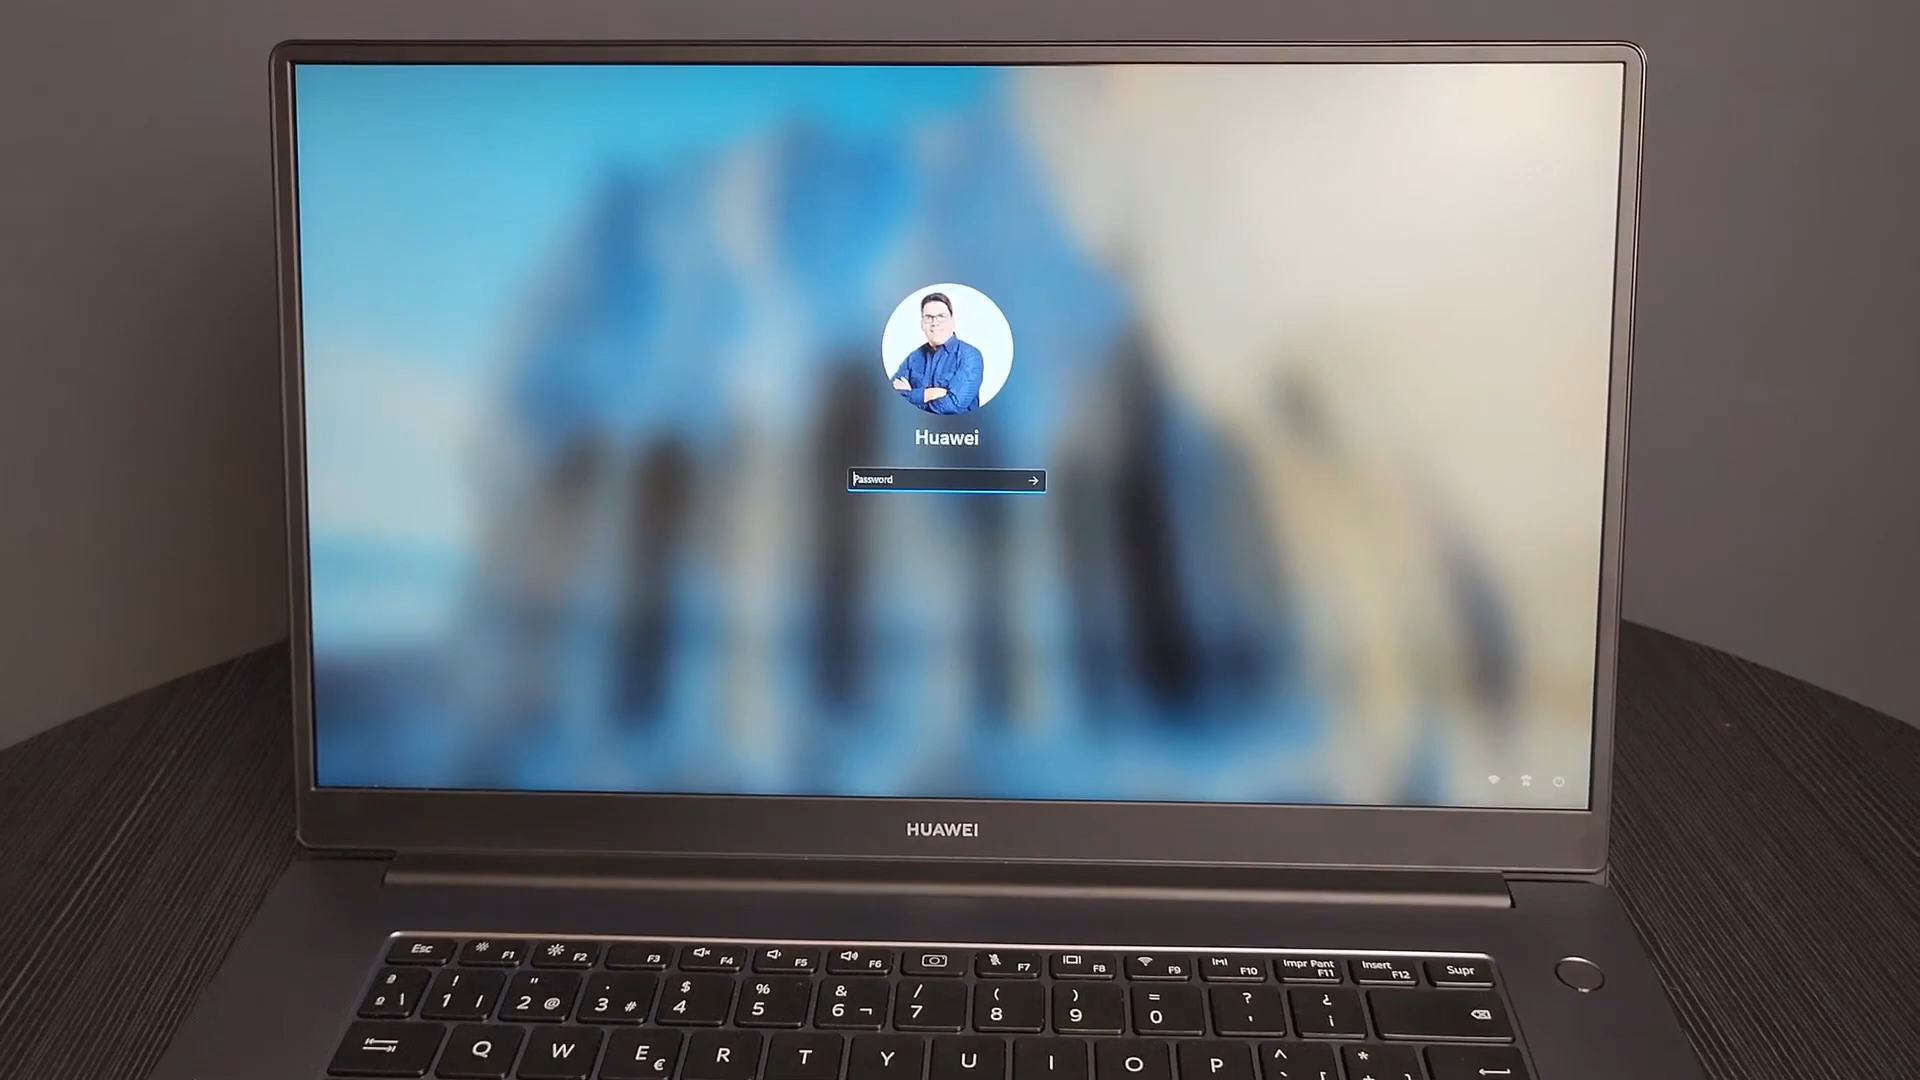 Huawei
Password
HUAWEI
Esc F1 F2 F3 F4 F5 F6 F7 F8 F9 F10 Impr Pant F11 Insert F12 Supr
ª º \ ! 1 | " 2 @ · 3 # $ 4 % 5 & 6 ¬ / 7 ( 8 ) 9 = 0 ? ' ¿ ¡
Q W E € R T Y U I O P ^ [ * ]